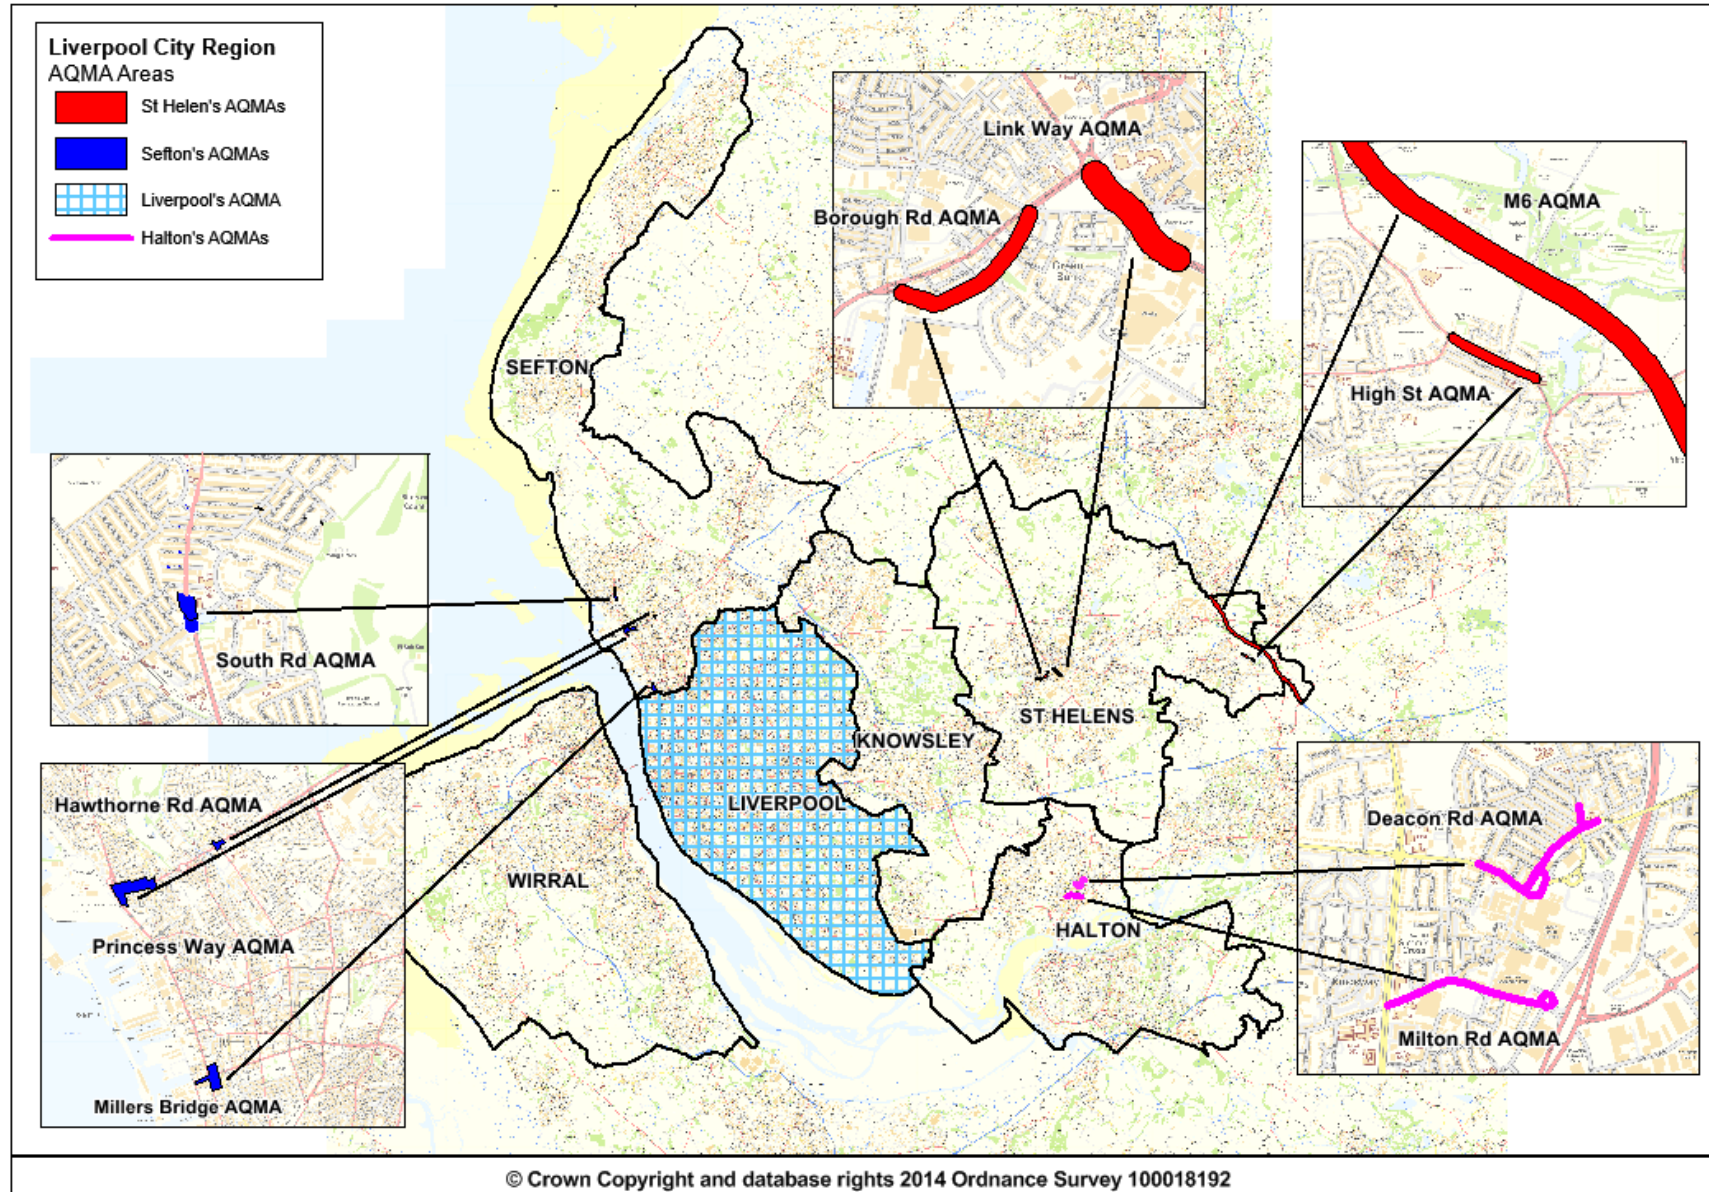 Liverpool City Region
AQMA Areas
St Helen's AQMAs
Sefton's AQMAs
Liverpool's AQMA
Halton's AQMAs
Link Way AQMA
Borough Rd AQMA
M6 AQMA
High St AQMA
SEFTON
South Rd AQMA
ST HELENS
KNOWSLEY
LIVERPOOL
WIRRAL
HALTON
Hawthorne Rd AQMA
Princess Way AQMA
Millers Bridge AQMA
Deacon Rd AQMA
Milton Rd AQMA
© Crown Copyright and database rights 2014 Ordnance Survey 100018192